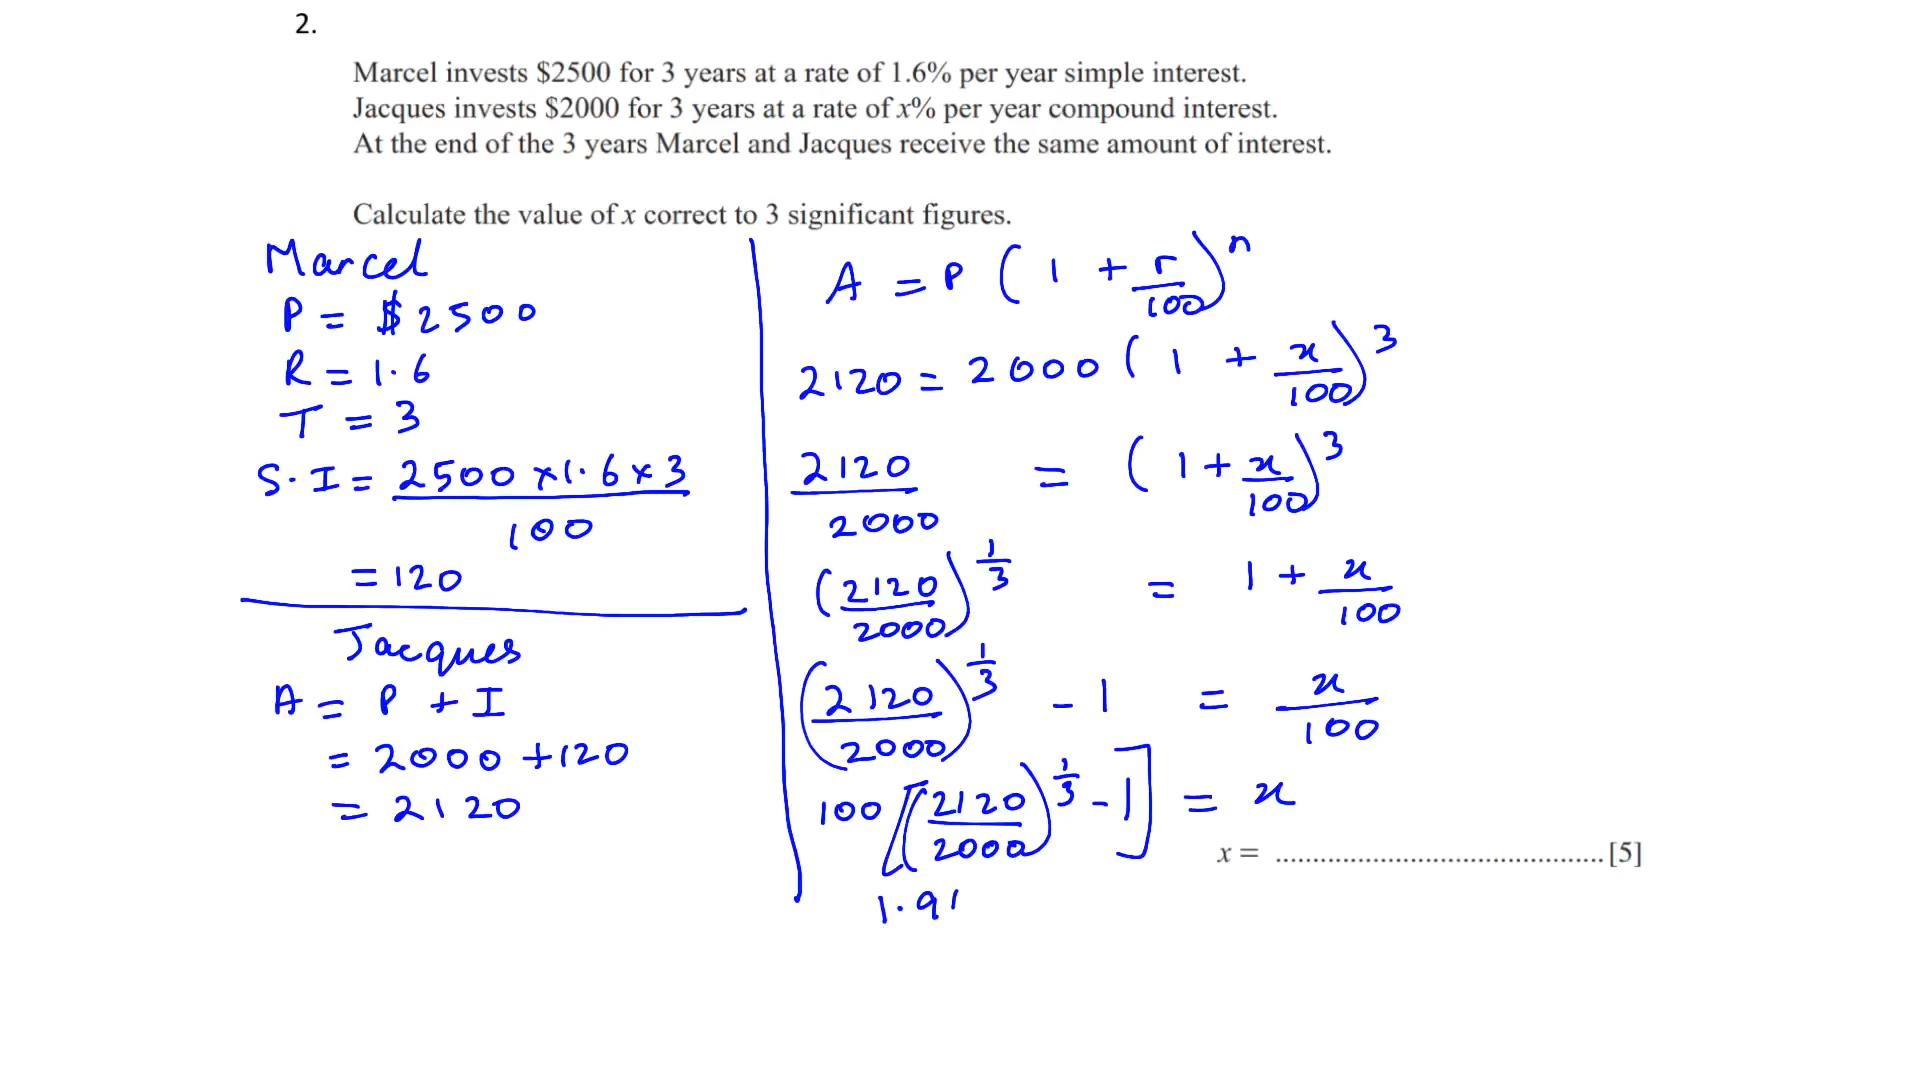 2.
Marcel invests $2500 for 3 years at a rate of 1.6% per year simple interest.
Jacques invests $2000 for 3 years at a rate of x% per year compound interest.
At the end of the 3 years Marcel and Jacques receive the same amount of interest.
Calculate the value of x correct to 3 significant figures.
Marcel
P = $2500
R = 1.6
T = 3
S.I = 2500 × 1.6 × 3 / 100
= 120
Jacques
A = P + I
= 2000 + 120
= 2120
A = P (1 + r/100)^n
2120 = 2000 (1 + x/100)^3
2120/2000 = (1 + x/100)^3
(2120/2000)^1/3 = 1 + x/100
(2120/2000)^1/3 - 1 = x/100
100 [(2120/2000)^1/3 - 1] = x
x = ............................................ [5]
1.91